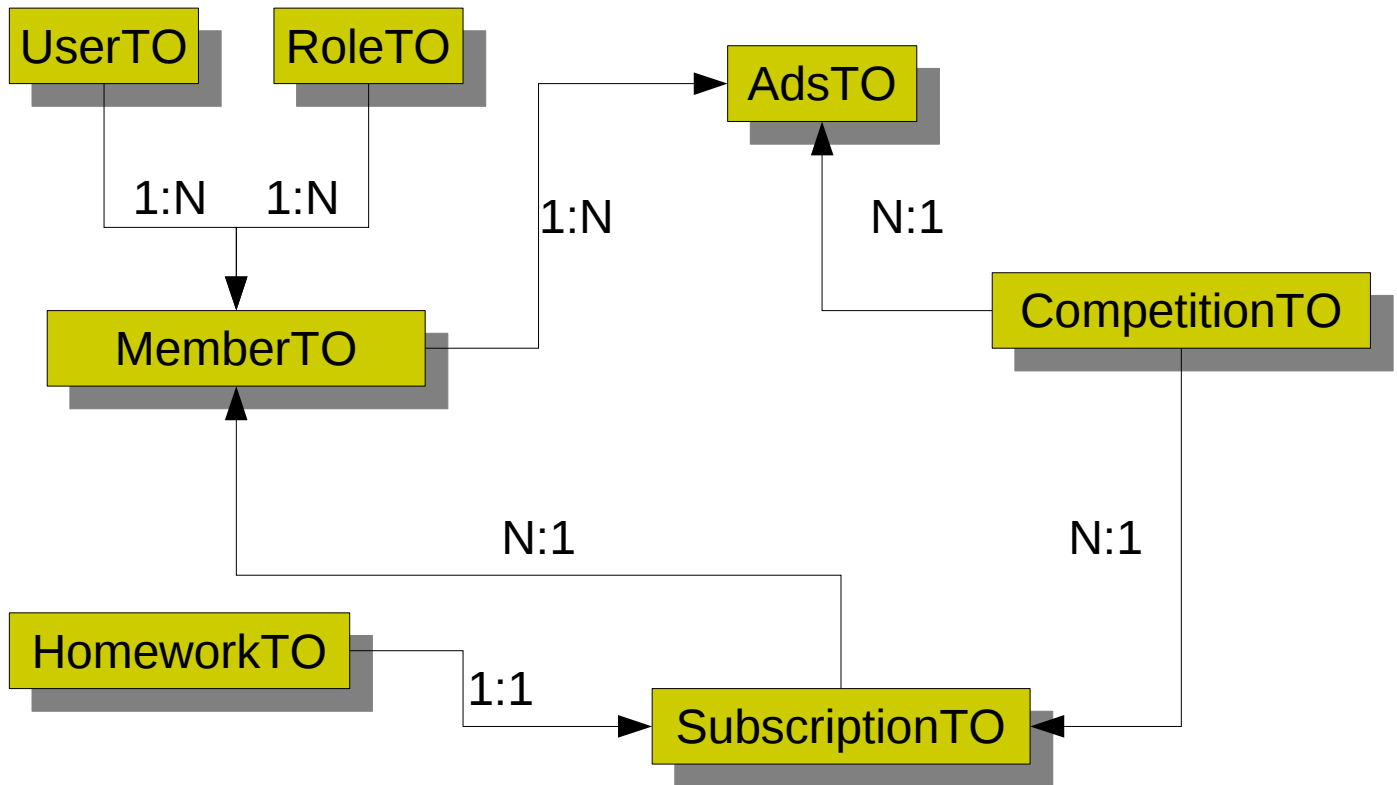 UserTO
RoleTO
AdsTO
1:N
1:N
1:N
N:1
CompetitionTO
MemberTO
N:1
N:1
HomeworkTO
1:1
SubscriptionTO